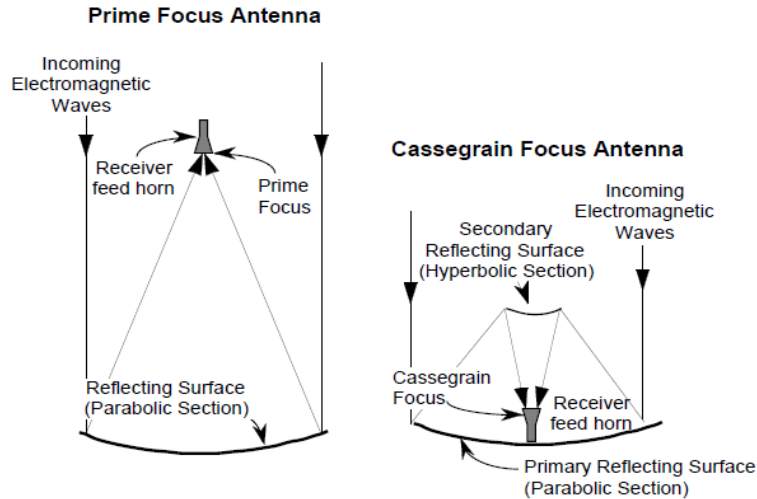 Prime Focus Antenna
Incoming
Electromagnetic
Waves
Receiver
feed horn
Prime
Focus
Reflecting Surface
(Parabolic Section)
Cassegrain Focus Antenna
Incoming
Electromagnetic
Waves
Secondary
Reflecting Surface
(Hyperbolic Section)
Cassegrain
Focus
Receiver
feed horn
Primary Reflecting Surface
(Parabolic Section)